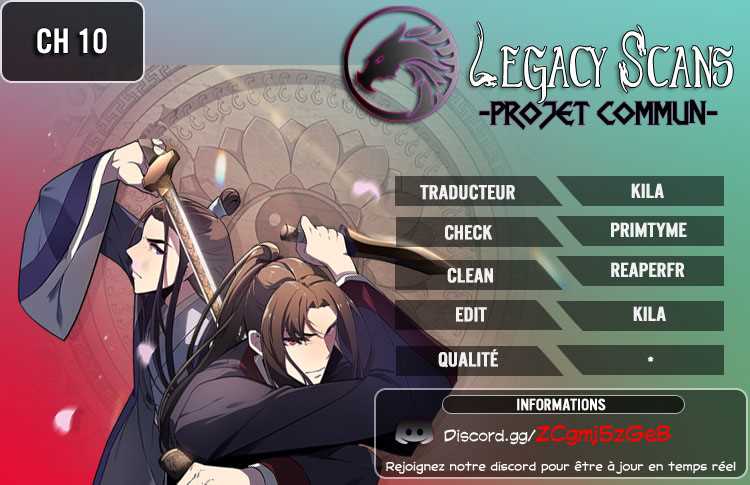 CH 10
LEGACY SCANS
-PROJET COMMUN-
TRADUCTEUR KILA
CHECK PRIMTYME
CLEAN REAPERFR
EDIT KILA
QUALITÉ *
INFORMATIONS
Discord.gg/ZCgmj5zGeB
Rejoignez notre discord pour être à jour en temps réel